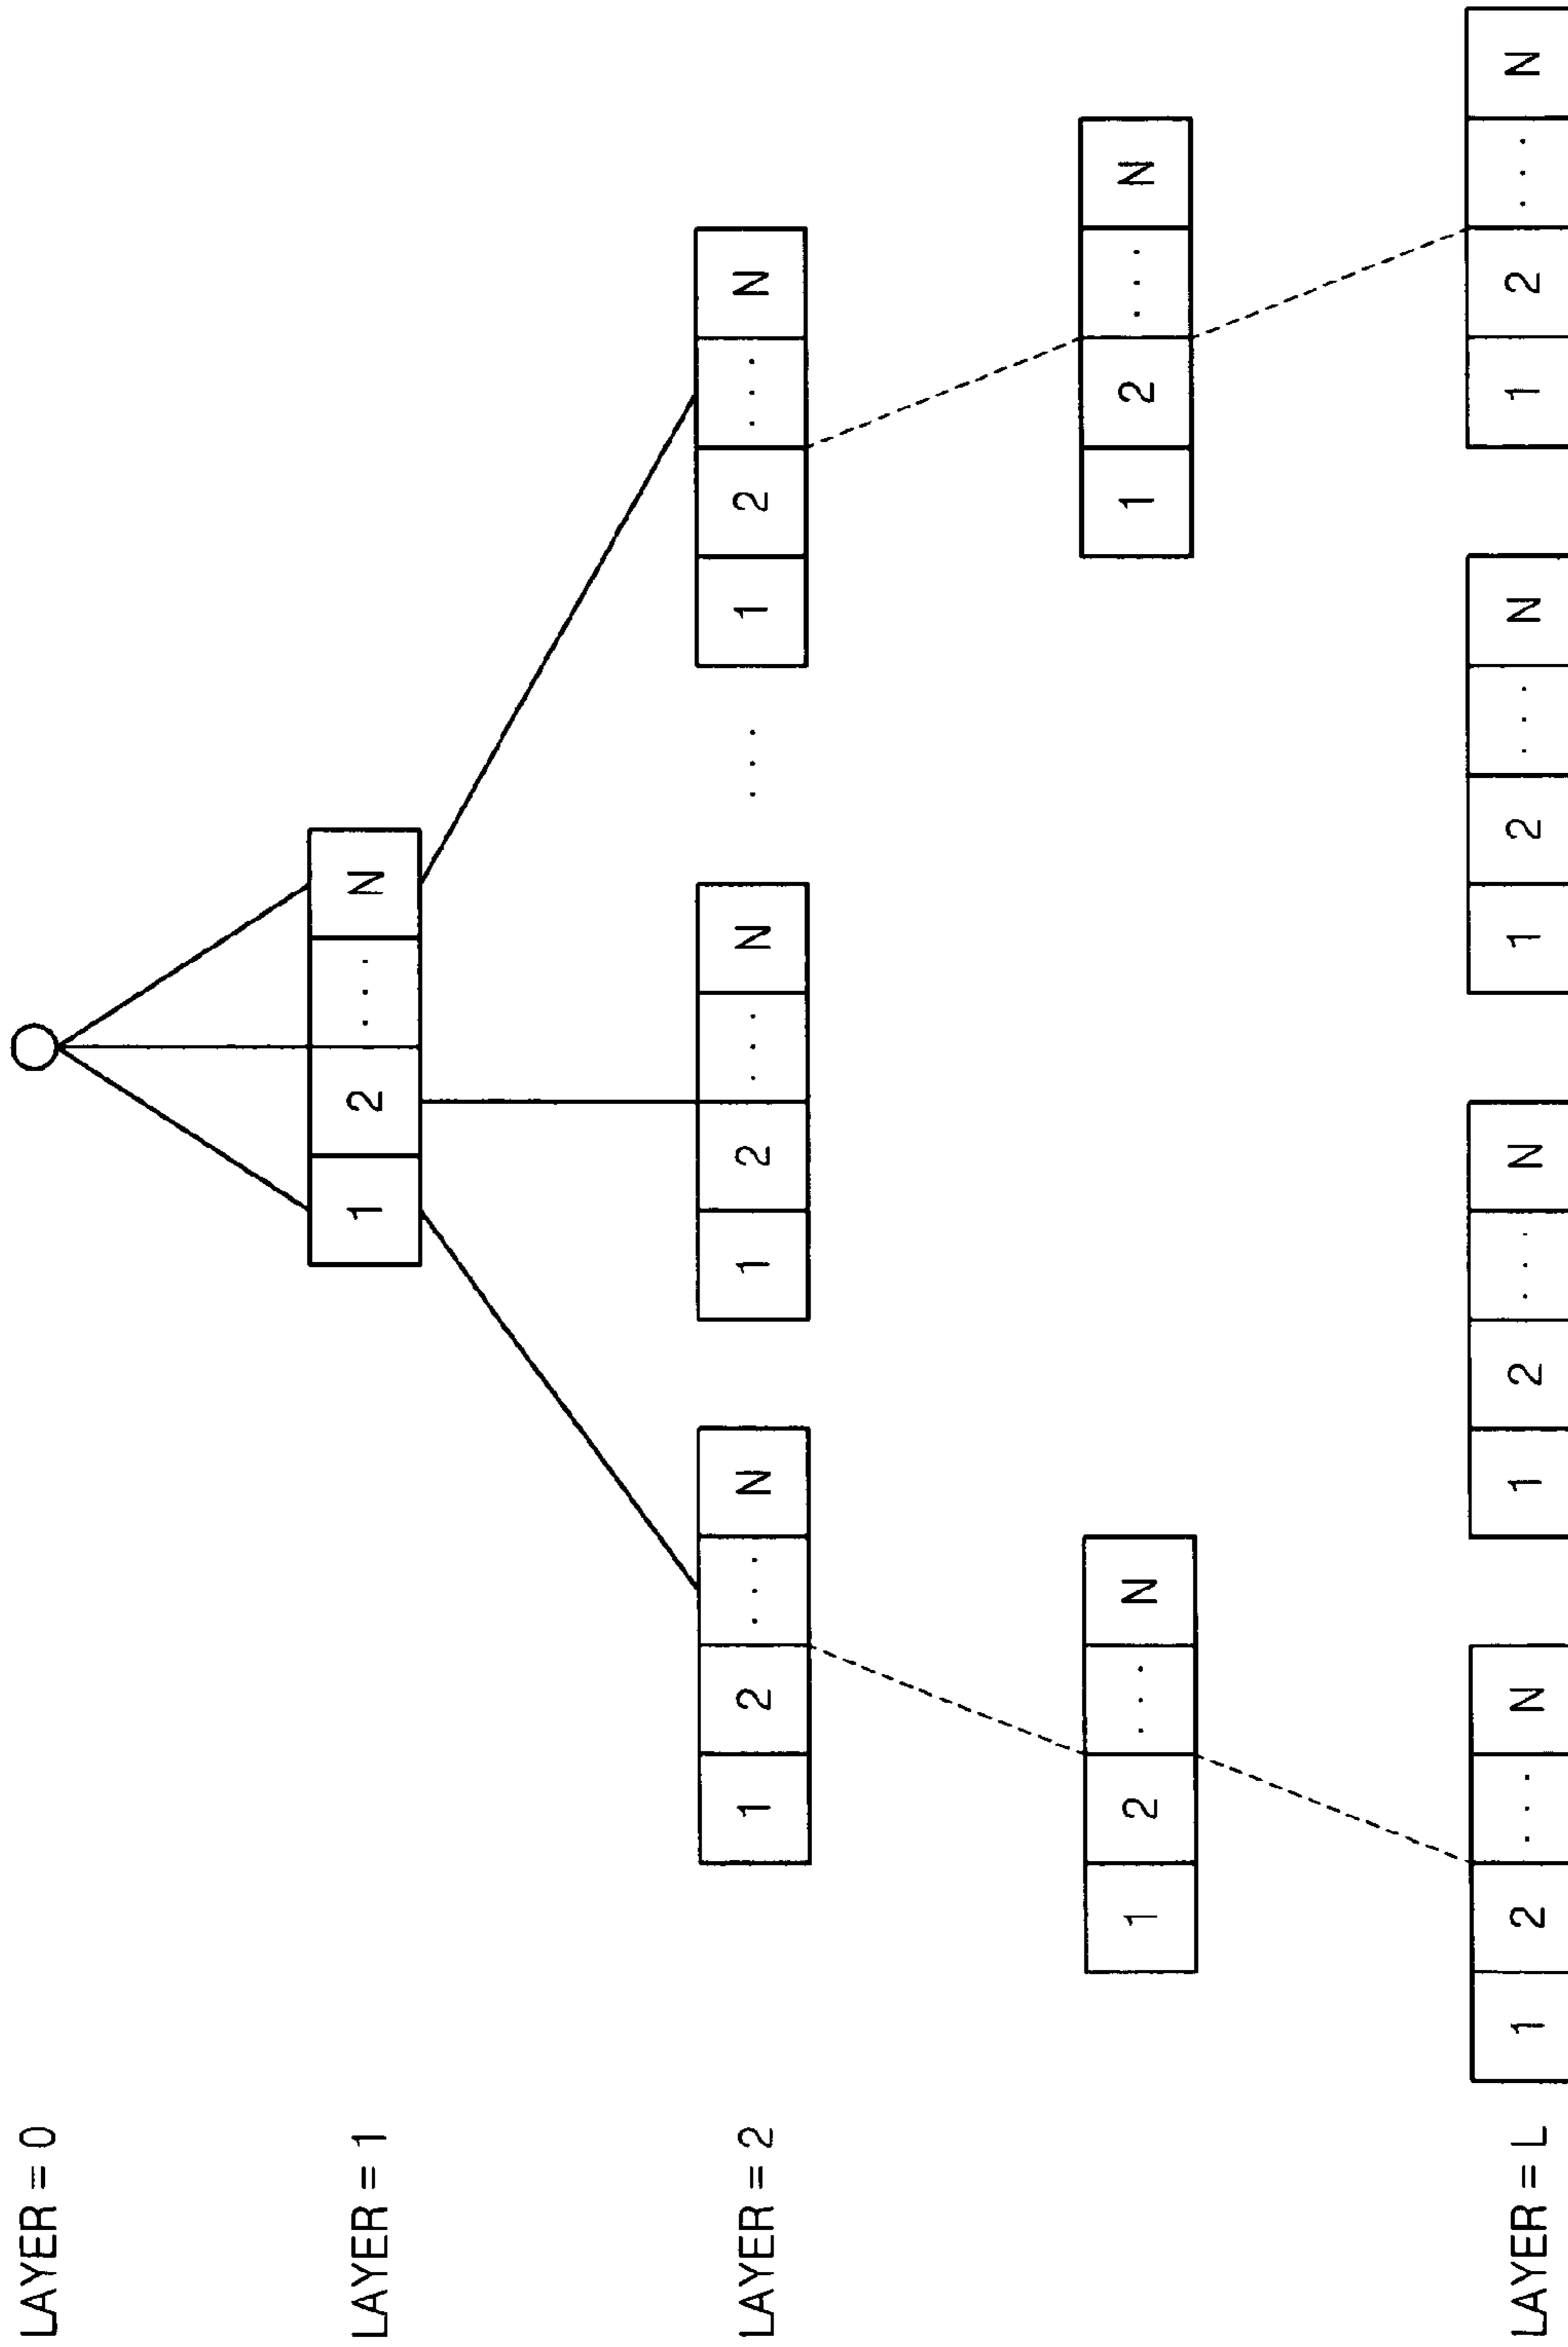 LAYER = 0
LAYER = 1 1 2 ... N
LAYER = 2 1 2 ... N 1 2 ... N ... 1 2 ... N
1 2 ... N 1 2 ... N
LAYER = L 1 2 ... N 1 2 ... N 1 2 ... N 1 2 ... N